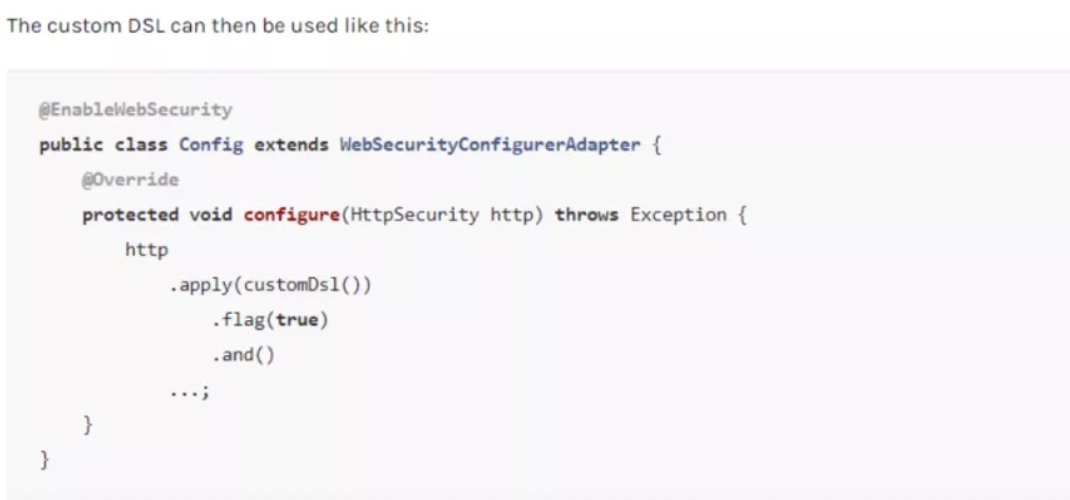 The custom DSL can then be used like this:
@EnableWebSecurity
public class Config extends WebSecurityConfigurerAdapter {
@Override
protected void configure(HttpSecurity http) throws Exception {
http
.apply(customDsl())
.flag(true)
.and()
...;
}
}